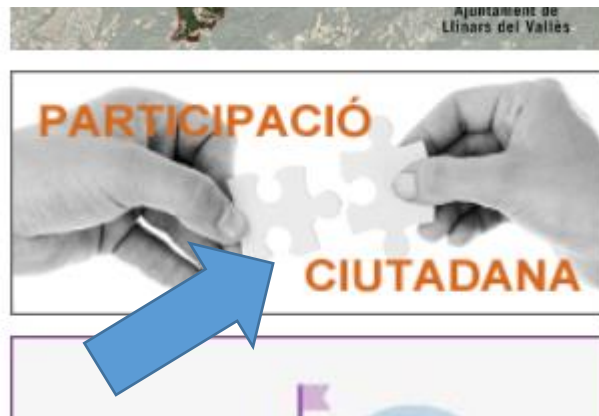 Ajuntament de
Llinars del Vallès
PARTICIPACIÓ
CIUTADANA